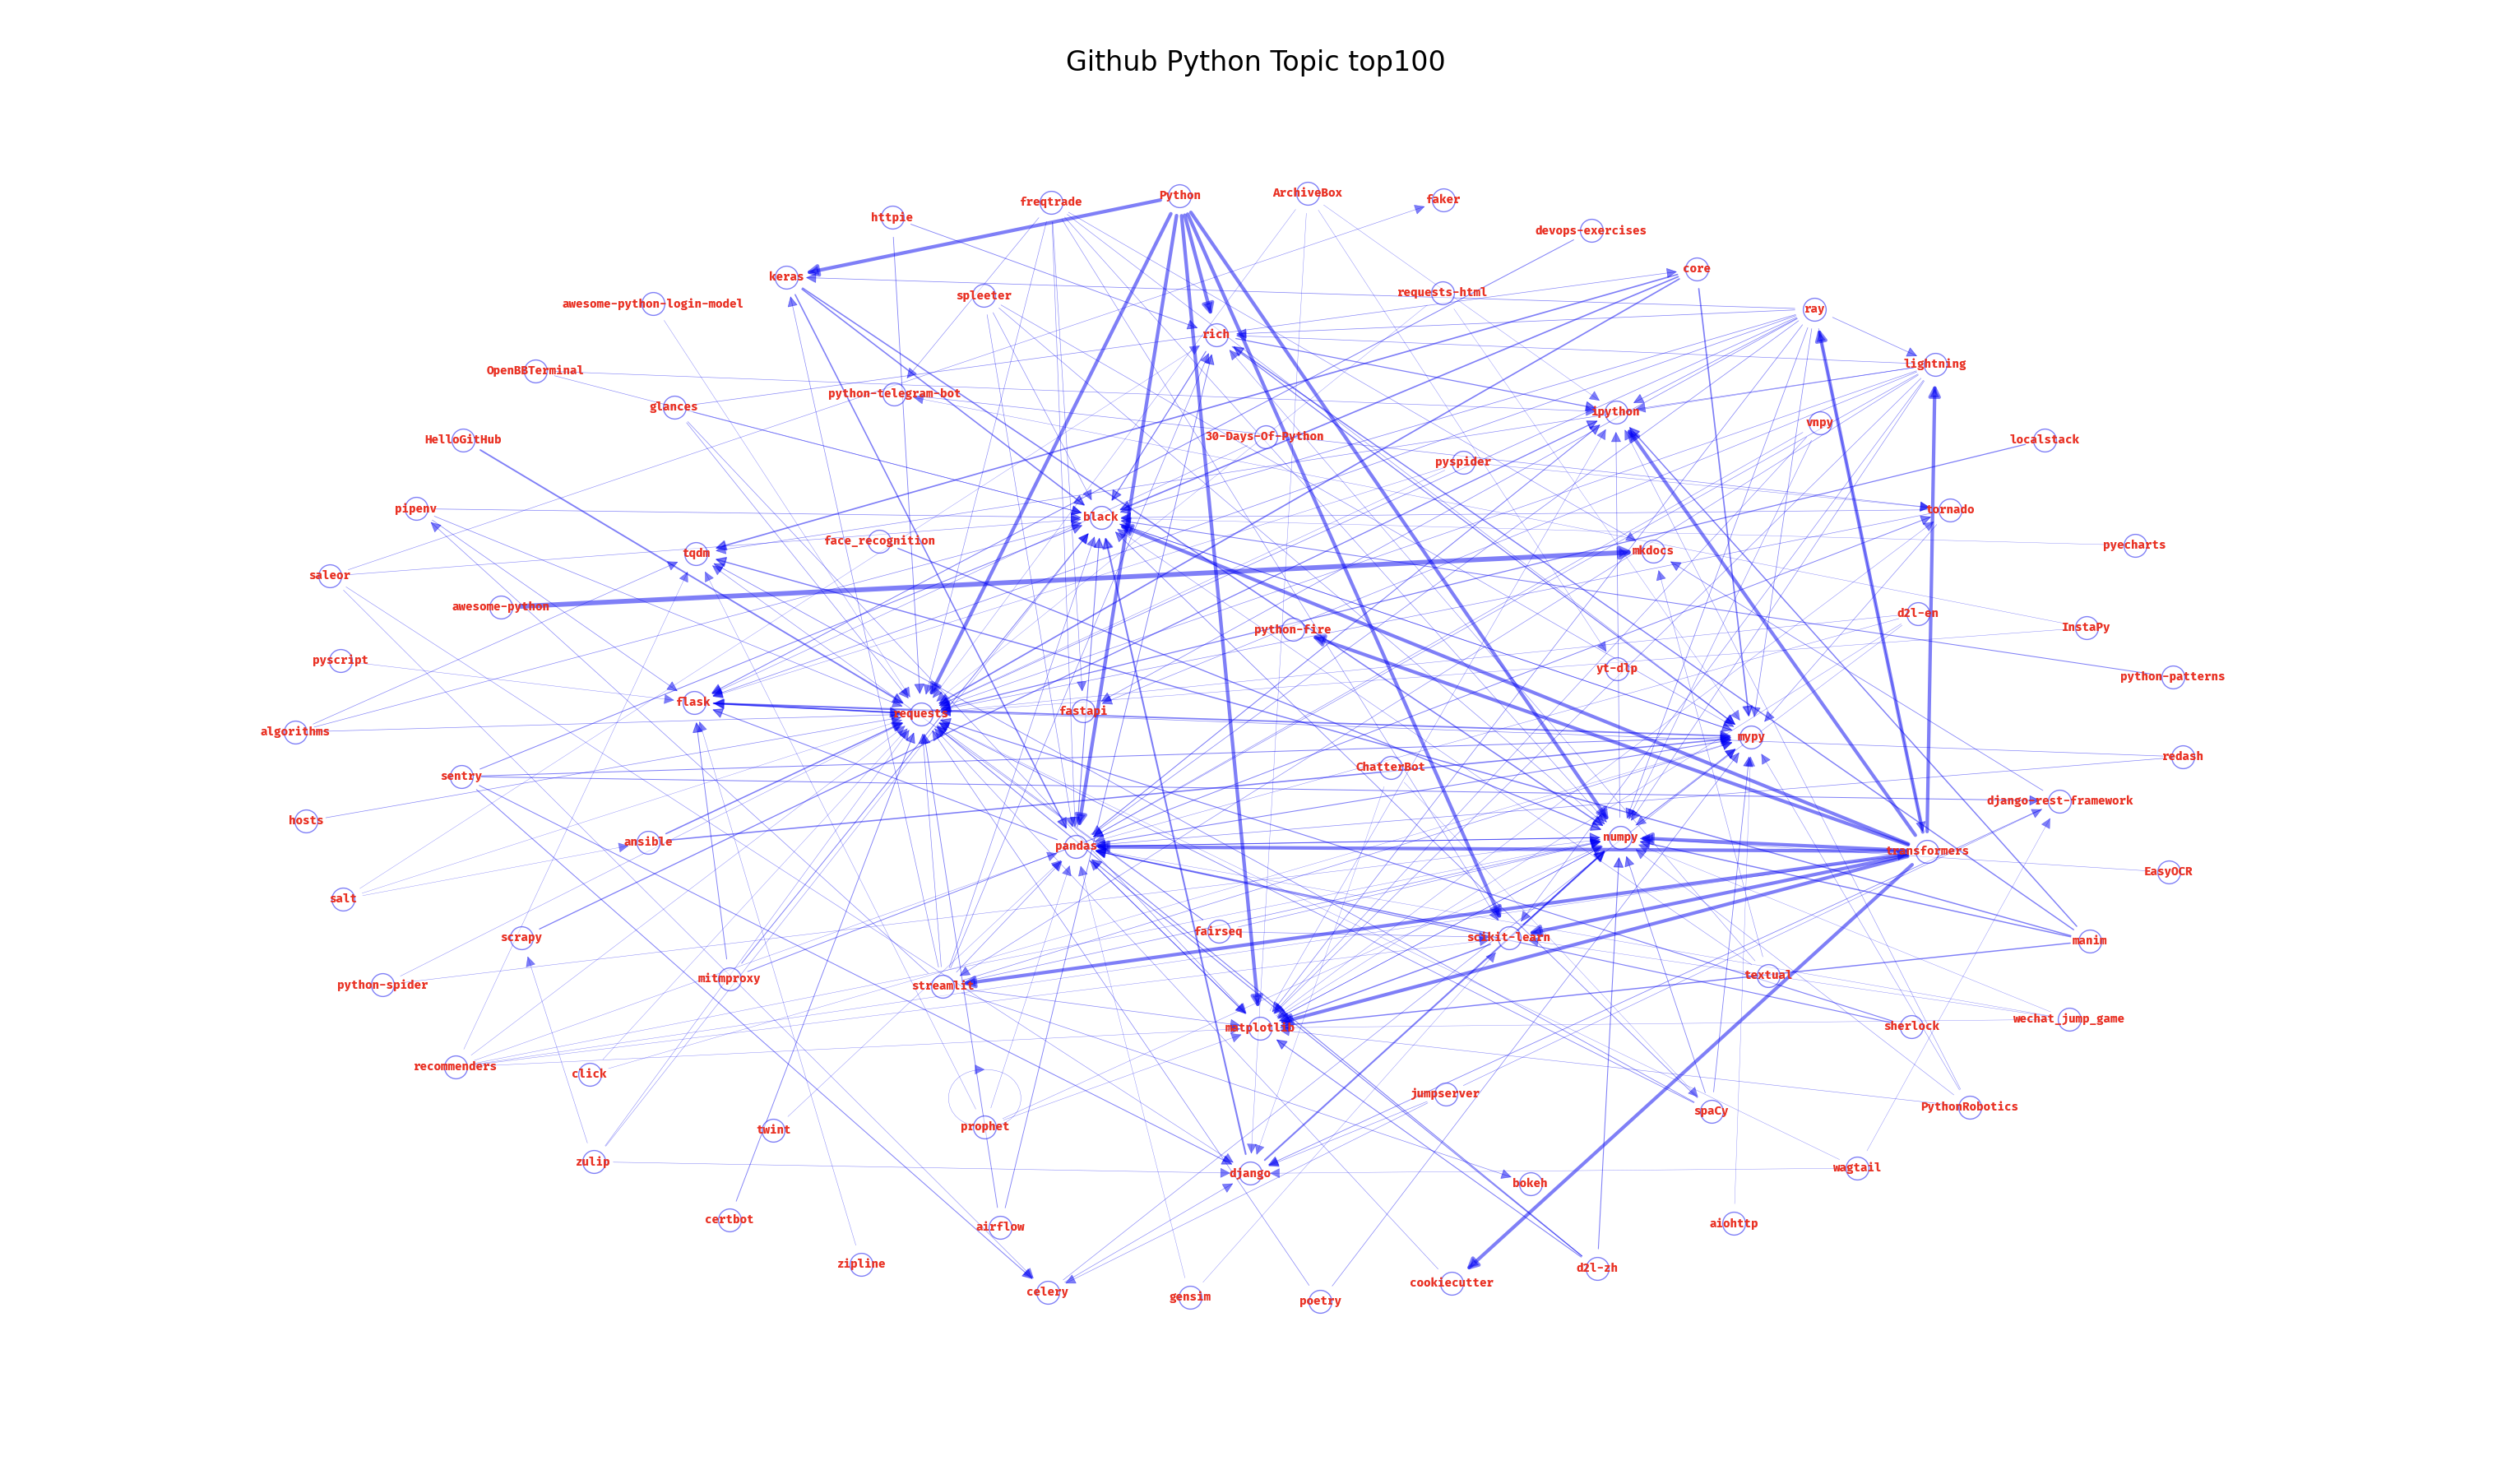 Github Python Topic top100
Python
ArchiveBox
faker
freqtrade
httpie
devops-exercises
core
keras
spleeter
requests-html
awesome-python-login-model
ray
rich
lightning
OpenBBTerminal
python-telegram-bot
glances
ipython
vnpy
HelloGitHub
30-Days-Of-Python
localstack
pyspider
pipenv
black
tornado
face_recognition
pyecharts
tqdm
mkdocs
saleor
awesome-python
d2l-en
python-fire
InstaPy
pyscript
yt-dlp
python-patterns
flask
requests
fastapi
algorithms
mypy
redash
sentry
ChatterBot
django-rest-framework
hosts
ansible
numpy
pandas
transformers
EasyOCR
salt
scrapy
fairseq
scikit-learn
manim
python-spider
mitmproxy
streamlit
textual
matplotlib
sherlock
wechat_jump_game
recommenders
click
jumpserver
PythonRobotics
spaCy
twint
prophet
zulip
django
wagtail
bokeh
certbot
airflow
aiohttp
zipline
d2l-zh
cookiecutter
celery
gensim
poetry